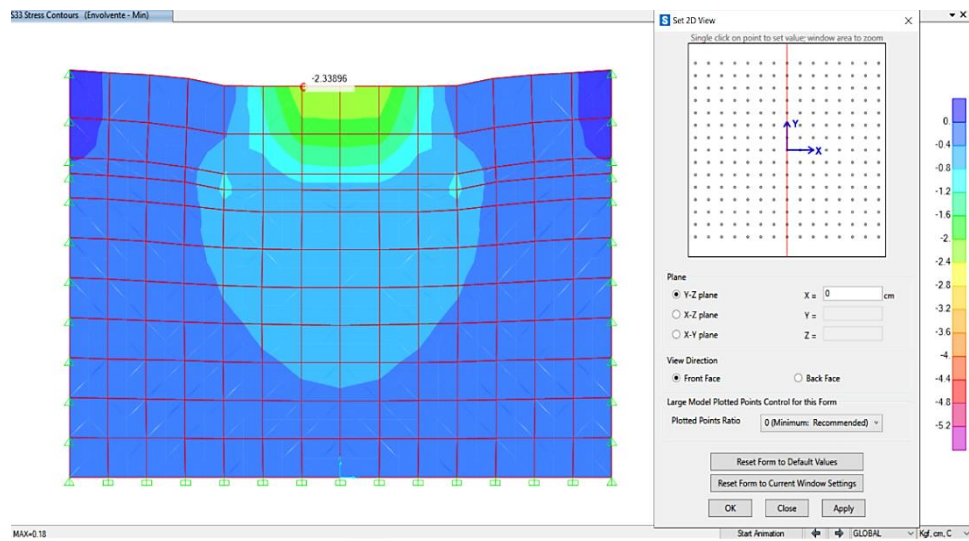 S33 Stress Contours (Envolvente - Min)
-2.33896
Set 2D View
Single click on point to set value; window area to zoom
Y
X
Plane
Y-Z plane
X = 0 cm
X-Z plane
Y =
X-Y plane
Z =
View Direction
Front Face
Back Face
Large Model Plotted Points Control for this Form
Plotted Points Ratio
0 (Minimum: Recommended)
Reset Form to Default Values
Reset Form to Current Window Settings
OK
Close
Apply
0.
-0.4
-0.8
-1.2
-1.6
-2.
-2.4
-2.8
-3.2
-3.6
-4.
-4.4
-4.8
-5.2
MAX=0.18
Start Animation
GLOBAL
Kgf, cm, C